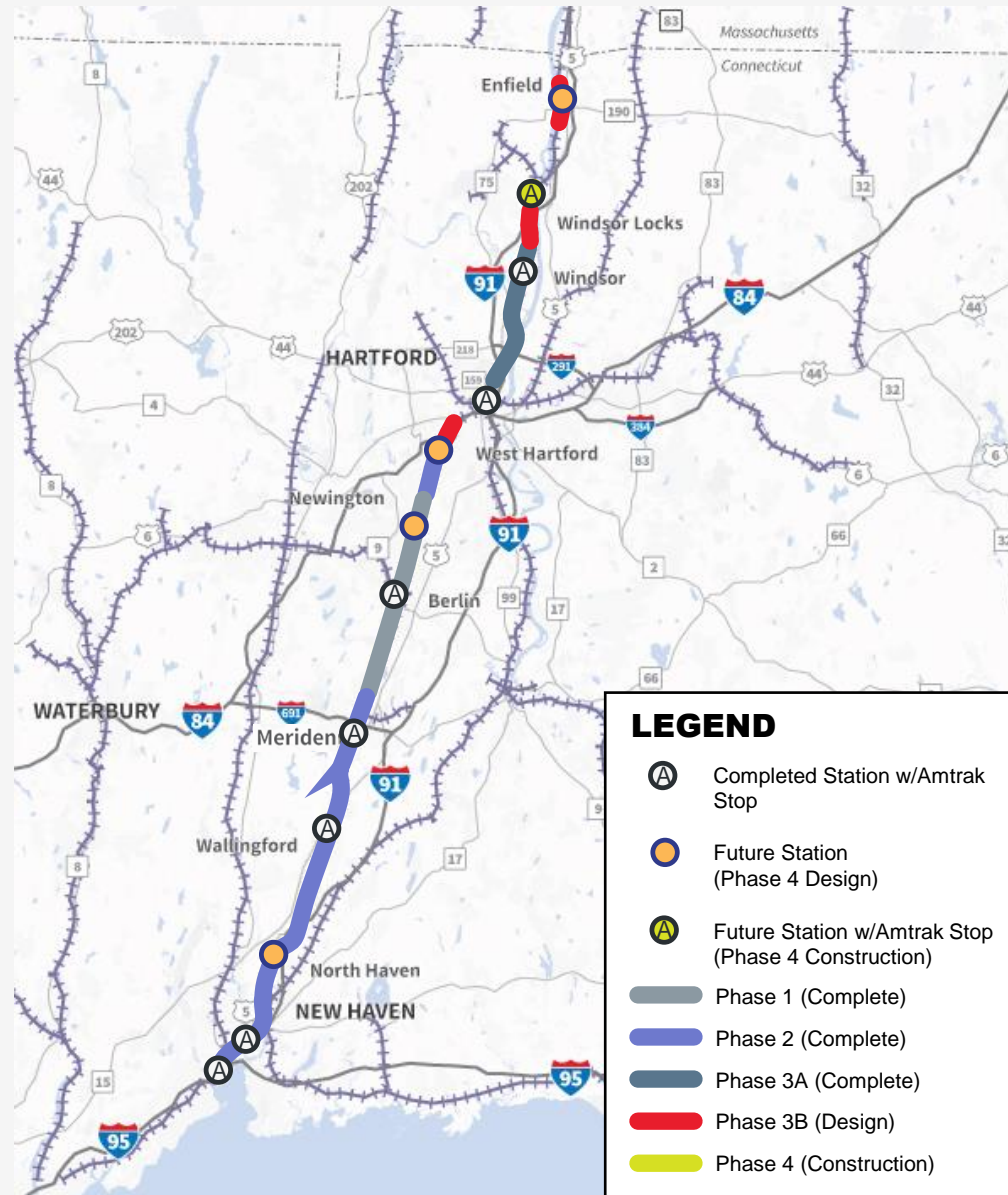 83
Massachusetts
5
Connecticut
8
Enfield
190
44
202
75
83
32
Windsor Locks
91
Windsor
84
5
44
202
HARTFORD
218
44
291
159
44
32
4
384
West Hartford
83
6
6
8
Newington
91
66
32
6
9
5
2
Berlin
99
17
66
WATERBURY
84
691
Meriden
A
91
LEGEND
A
Completed Station w/Amtrak
Stop
9
Wallingford
A
17
8
Future Station
(Phase 4 Design)
A
Future Station w/Amtrak Stop
(Phase 4 Construction)
North Haven
Phase 1 (Complete)
5
NEW HAVEN
Phase 2 (Complete)
A
A
15
95
Phase 3A (Complete)
95
Phase 3B (Design)
Phase 4 (Construction)
A
A
A
A